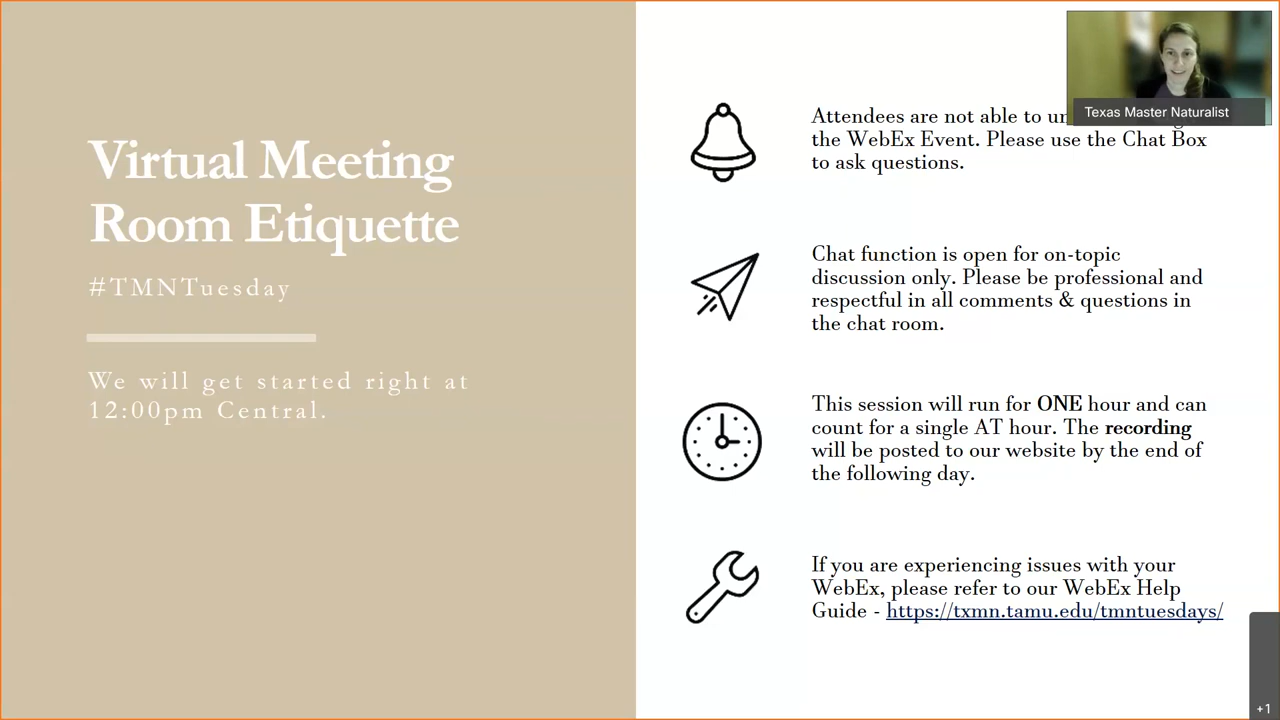 Virtual Meeting
Room Etiquette
#TMNTuesday
We will get started right at
12:00pm Central.
Texas Master Naturalist
Attendees are not able to
the WebEx Event. Please use the Chat Box
to ask questions.
Chat function is open for on-topic
discussion only. Please be professional and
respectful in all comments & questions in
the chat room.
This session will run for ONE hour and can
count for a single AT hour. The recording
will be posted to our website by the end of
the following day.
If you are experiencing issues with your
WebEx, please refer to our WebEx Help
Guide - https://txmn.tamu.edu/tmntuesdays/
+1